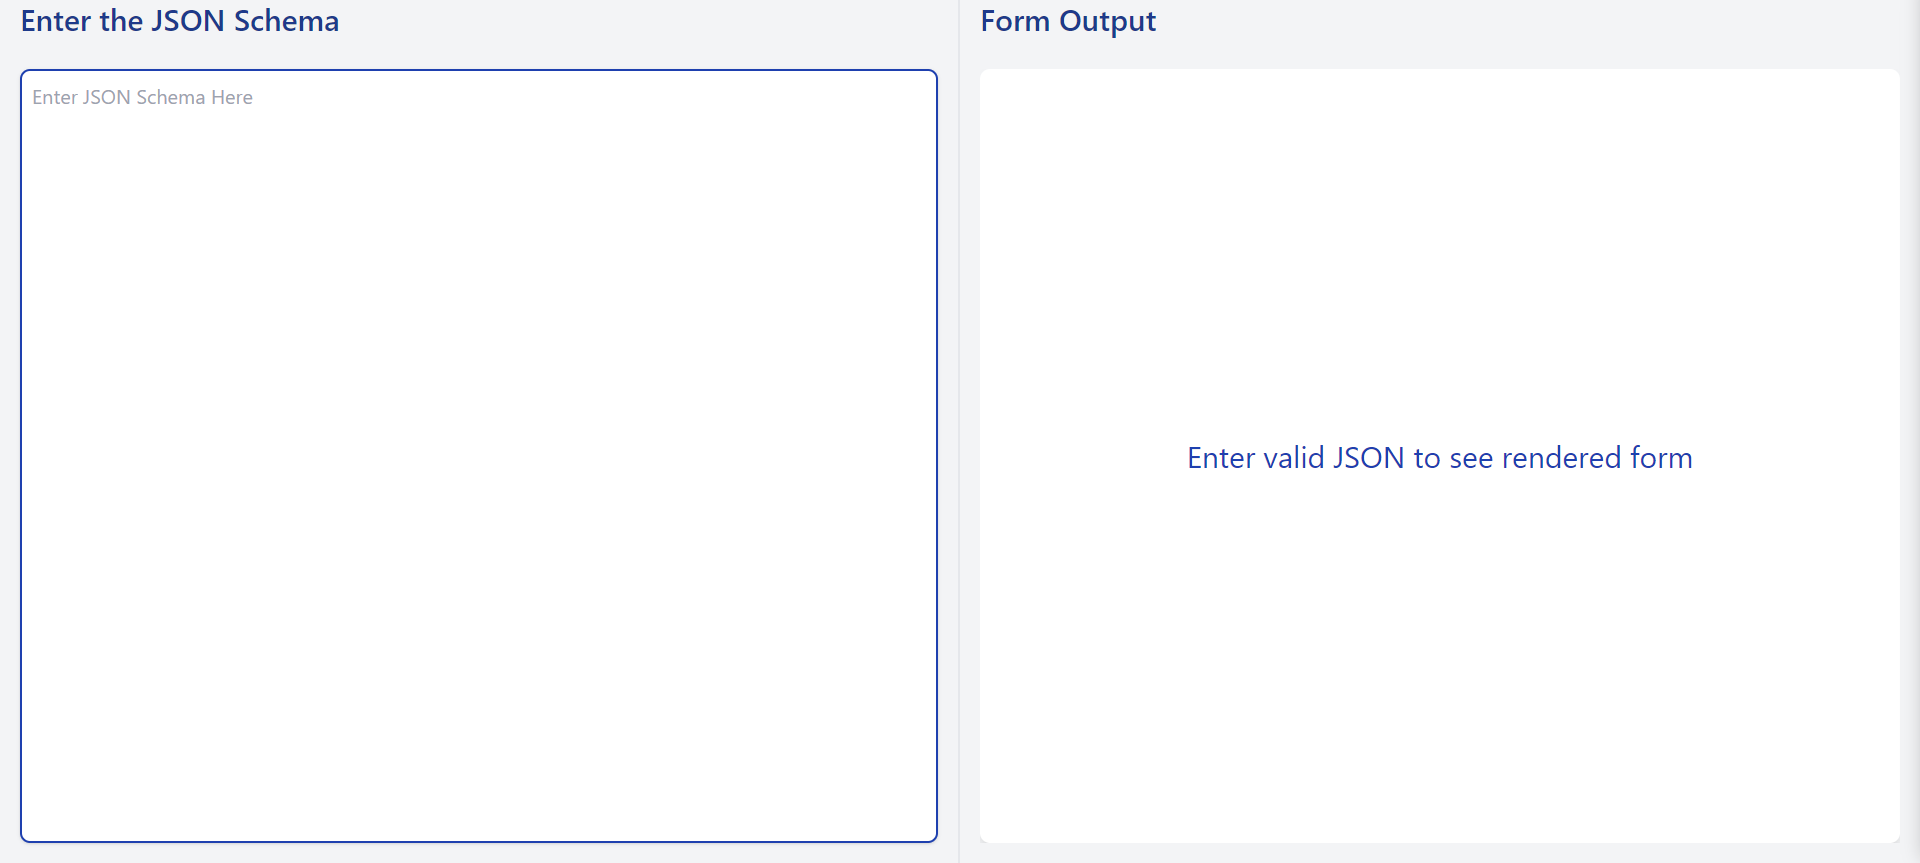 Enter the JSON Schema
Enter JSON Schema Here
Form Output
Enter valid JSON to see rendered form